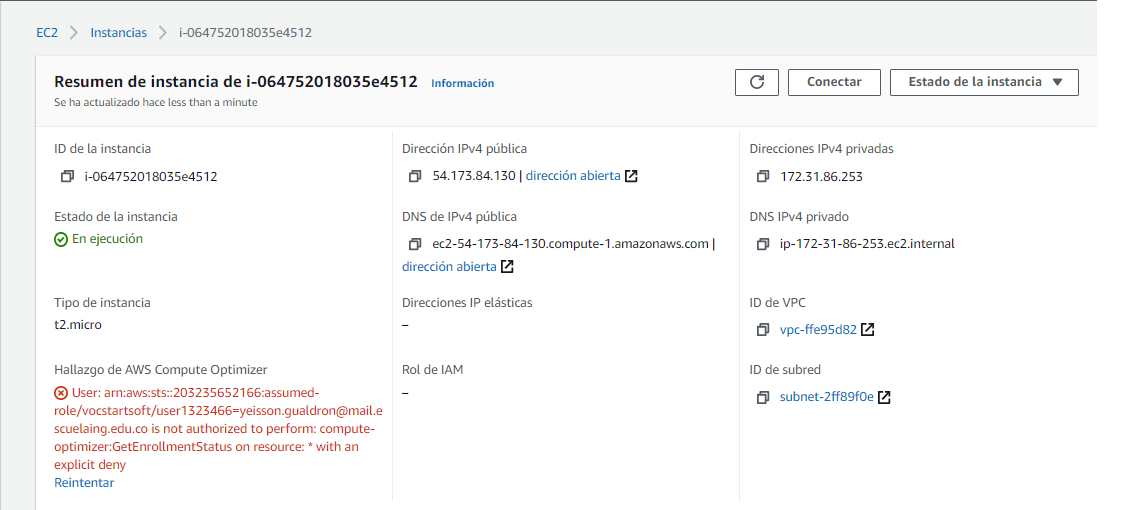 EC2 > Instancias > i-064752018035e4512
Resumen de instancia de i-064752018035e4512 Información
Se ha actualizado hace less than a minute
Conectar
Estado de la instancia
ID de la instancia
i-064752018035e4512
Dirección IPv4 pública
54.173.84.130 | dirección abierta
Direcciones IPv4 privadas
172.31.86.253
Estado de la instancia
En ejecución
DNS de IPv4 pública
ec2-54-173-84-130.compute-1.amazonaws.com |
dirección abierta
DNS IPv4 privado
ip-172-31-86-253.ec2.internal
Tipo de instancia
t2.micro
Direcciones IP elásticas
–
ID de VPC
vpc-ffe95d82
Hallazgo de AWS Compute Optimizer
User: arn:aws:sts::203235652166:assumed-
role/vocstartsoft/user1323466=yeisson.gualdron@mail.e
scuelaing.edu.co is not authorized to perform: compute-
optimizer:GetEnrollmentStatus on resource: * with an
explicit deny
Reintentar
Rol de IAM
–
ID de subred
subnet-2ff89f0e